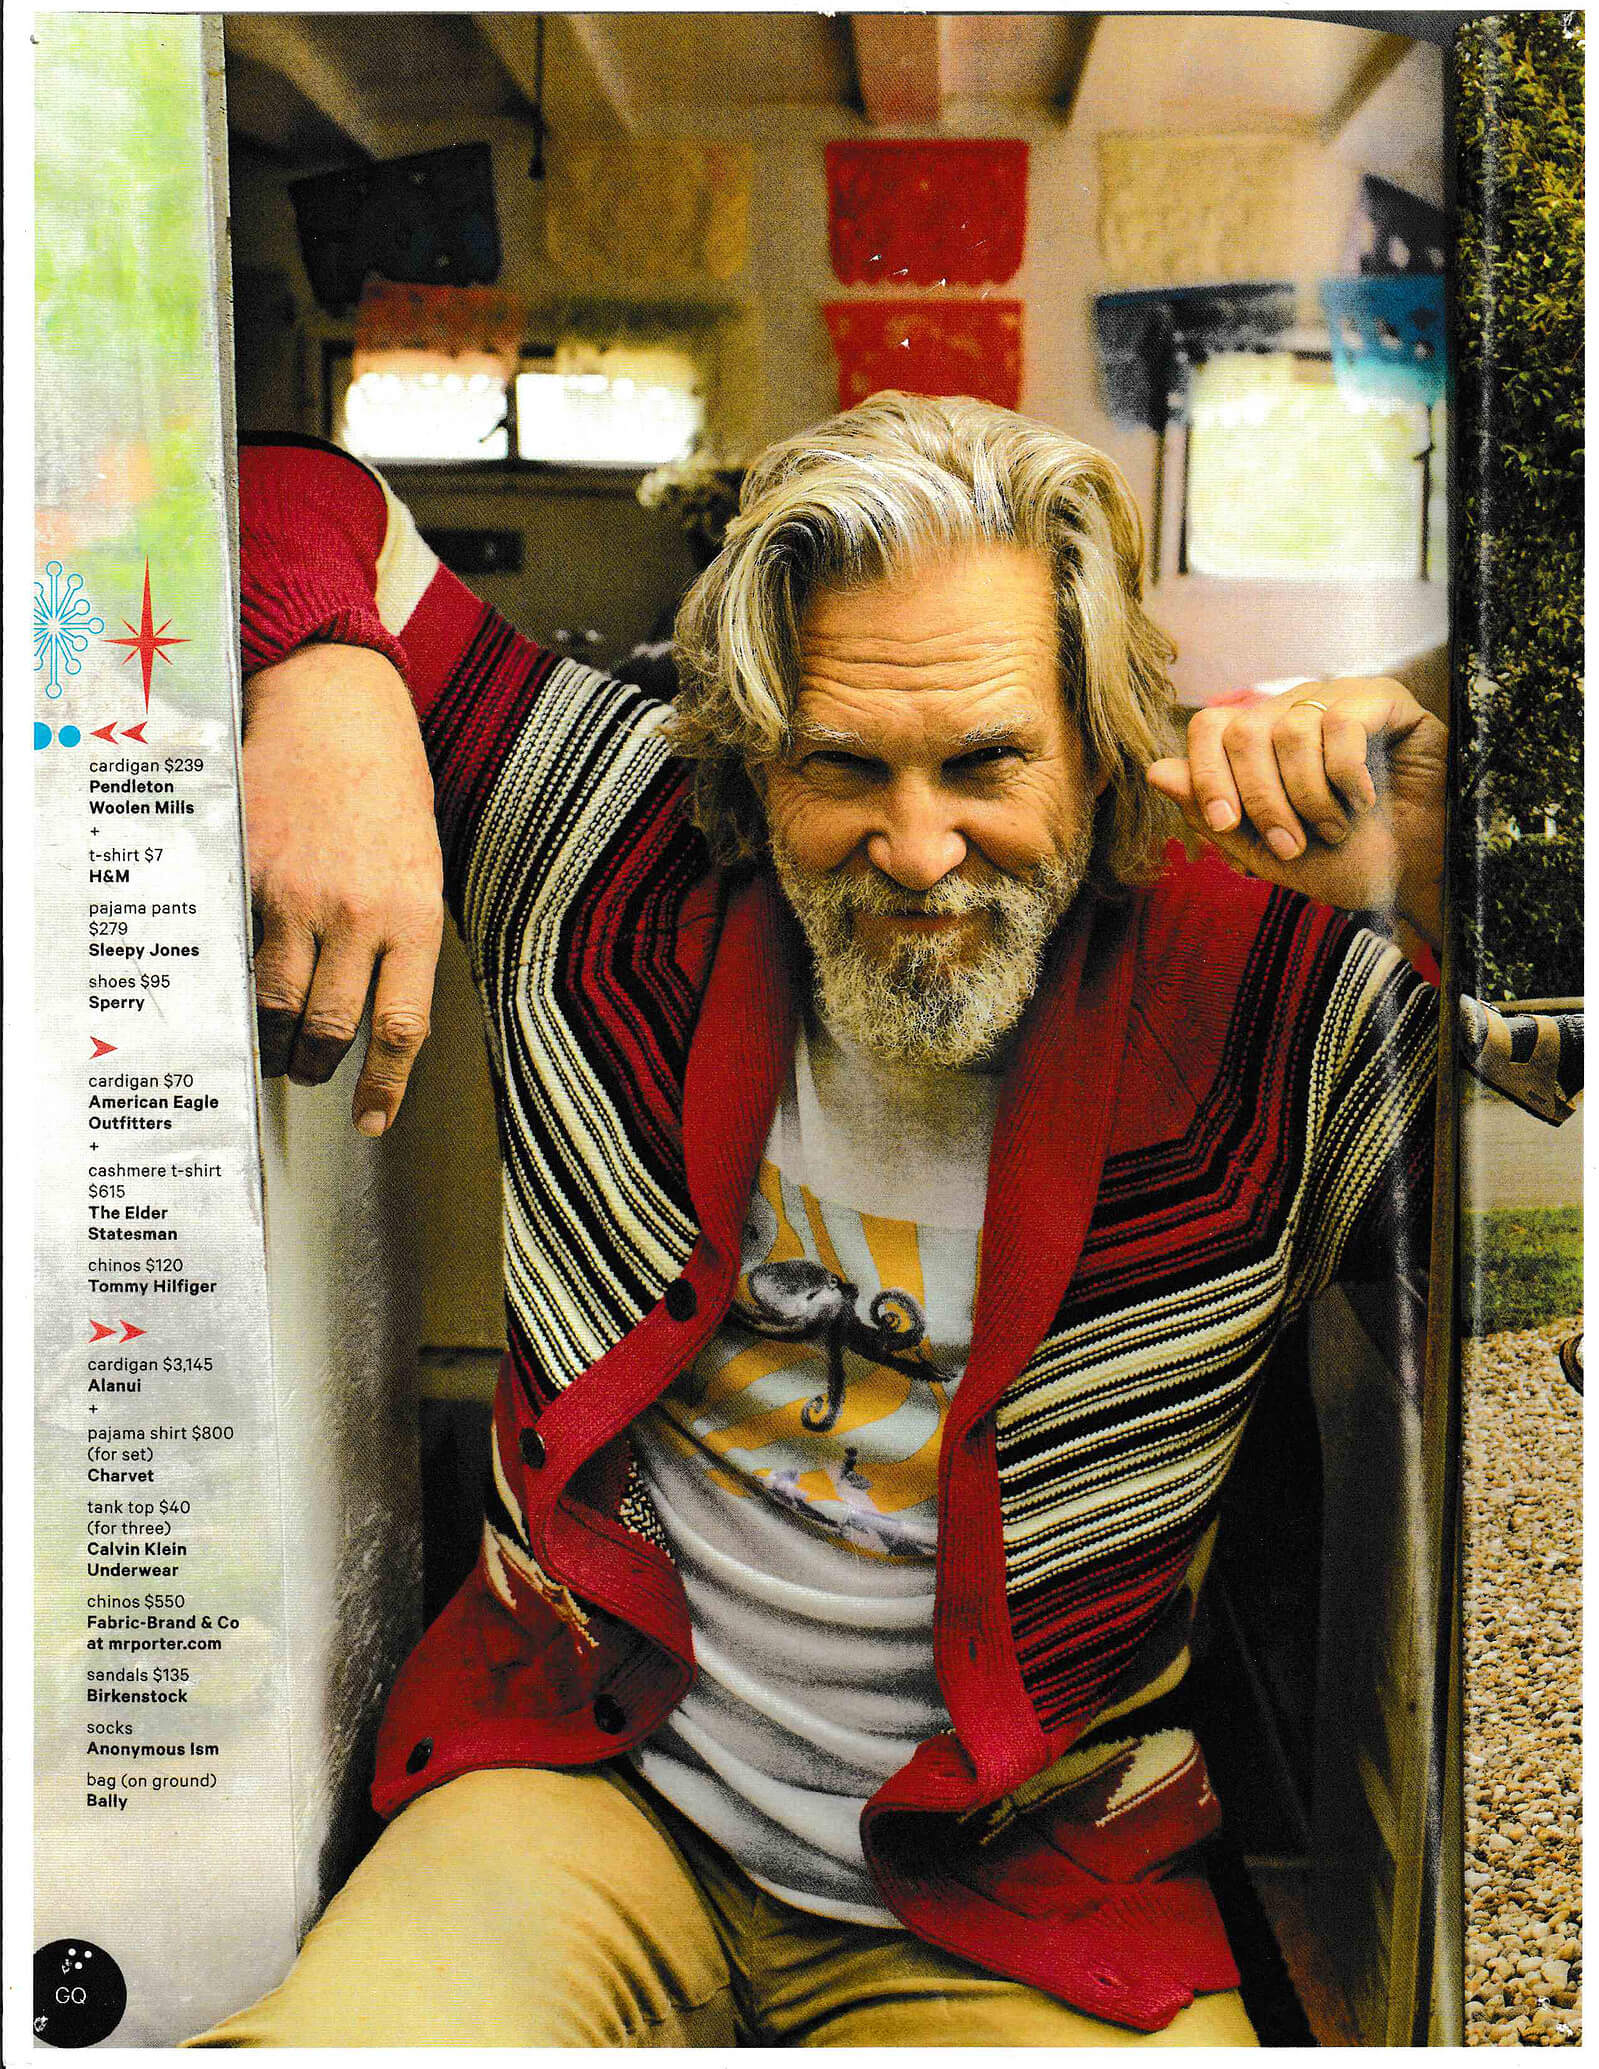 cardigan $239
Pendleton
Woolen Mills
+
t-shirt $7
H&M
pajama pants
$279
Sleepy Jones
shoes $95
Sperry
cardigan $70
American Eagle
Outfitters
+
cashmere t-shirt
$615
The Elder
Statesman
chinos $120
Tommy Hilfiger
cardigan $3,145
Alanui
+
pajama shirt $800
(for set)
Charvet
tank top $40
(for three)
Calvin Klein
Underwear
chinos $550
Fabric-Brand & Co
at mrporter.com
sandals $135
Birkenstock
socks
Anonymous Ism
bag (on ground)
Bally
GQ